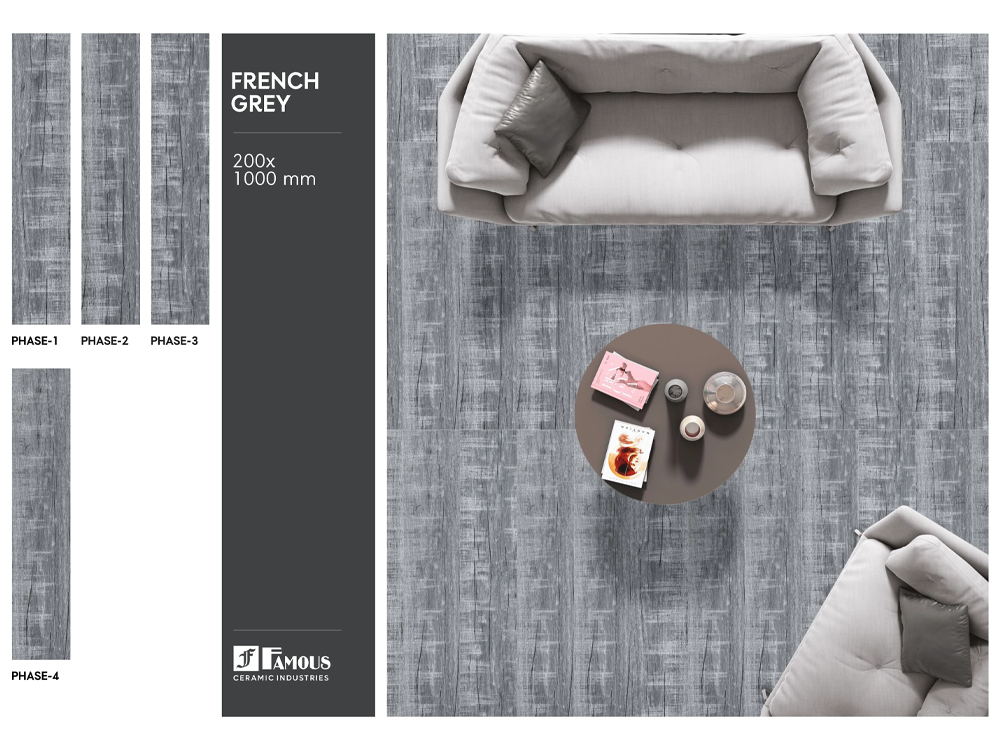 FRENCH
GREY
200x
1000 mm
PHASE-1
PHASE-2
PHASE-3
PHASE-4
F FAMOUS
CERAMIC INDUSTRIES